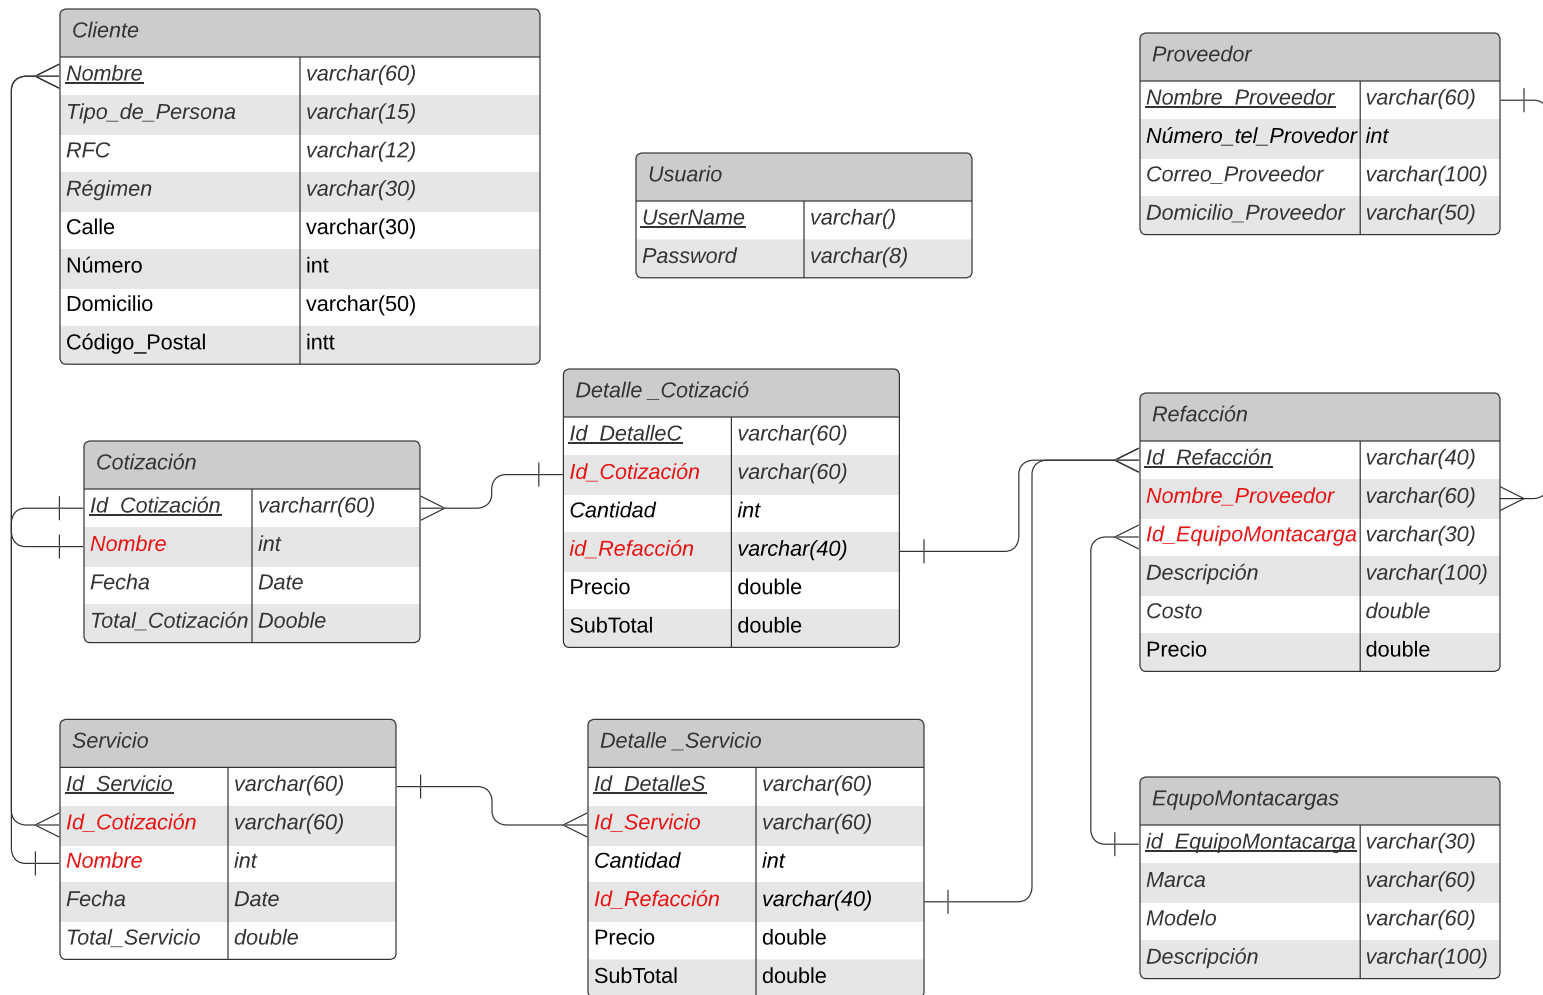 Cliente
Nombre varchar(60)
Tipo_de_Persona varchar(15)
RFC varchar(12)
Régimen varchar(30)
Calle varchar(30)
Número int
Domicilio varchar(50)
Código_Postal intt
Usuario
UserName varchar()
Password varchar(8)
Proveedor
Nombre_Proveedor varchar(60)
Número_tel_Provedor int
Correo_Proveedor varchar(100)
Domicilio_Proveedor varchar(50)
Cotización
Id_Cotización varcharr(60)
Nombre int
Fecha Date
Total_Cotización Dooble
Detalle _Cotizació
Id_DetalleC varchar(60)
Id_Cotización varchar(60)
Cantidad int
id_Refacción varchar(40)
Precio double
SubTotal double
Refacción
Id_Refacción varchar(40)
Nombre_Proveedor varchar(60)
Id_EquipoMontacarga varchar(30)
Descripción varchar(100)
Costo double
Precio double
Servicio
Id_Servicio varchar(60)
Id_Cotización varchar(60)
Nombre int
Fecha Date
Total_Servicio double
Detalle _Servicio
Id_DetalleS varchar(60)
Id_Servicio varchar(60)
Cantidad int
Id_Refacción varchar(40)
Precio double
SubTotal double
EqupoMontacargas
id_EquipoMontacarga varchar(30)
Marca varchar(60)
Modelo varchar(60)
Descripción varchar(100)